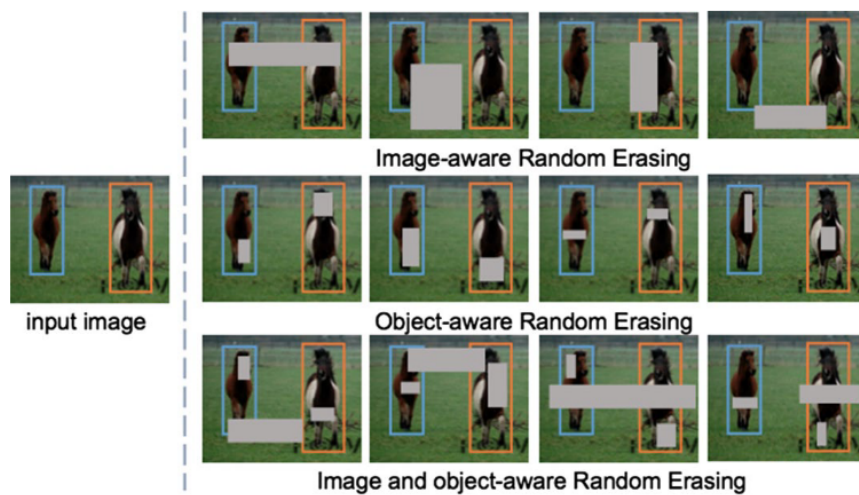 Image-aware Random Erasing
input image
Object-aware Random Erasing
Image and object-aware Random Erasing